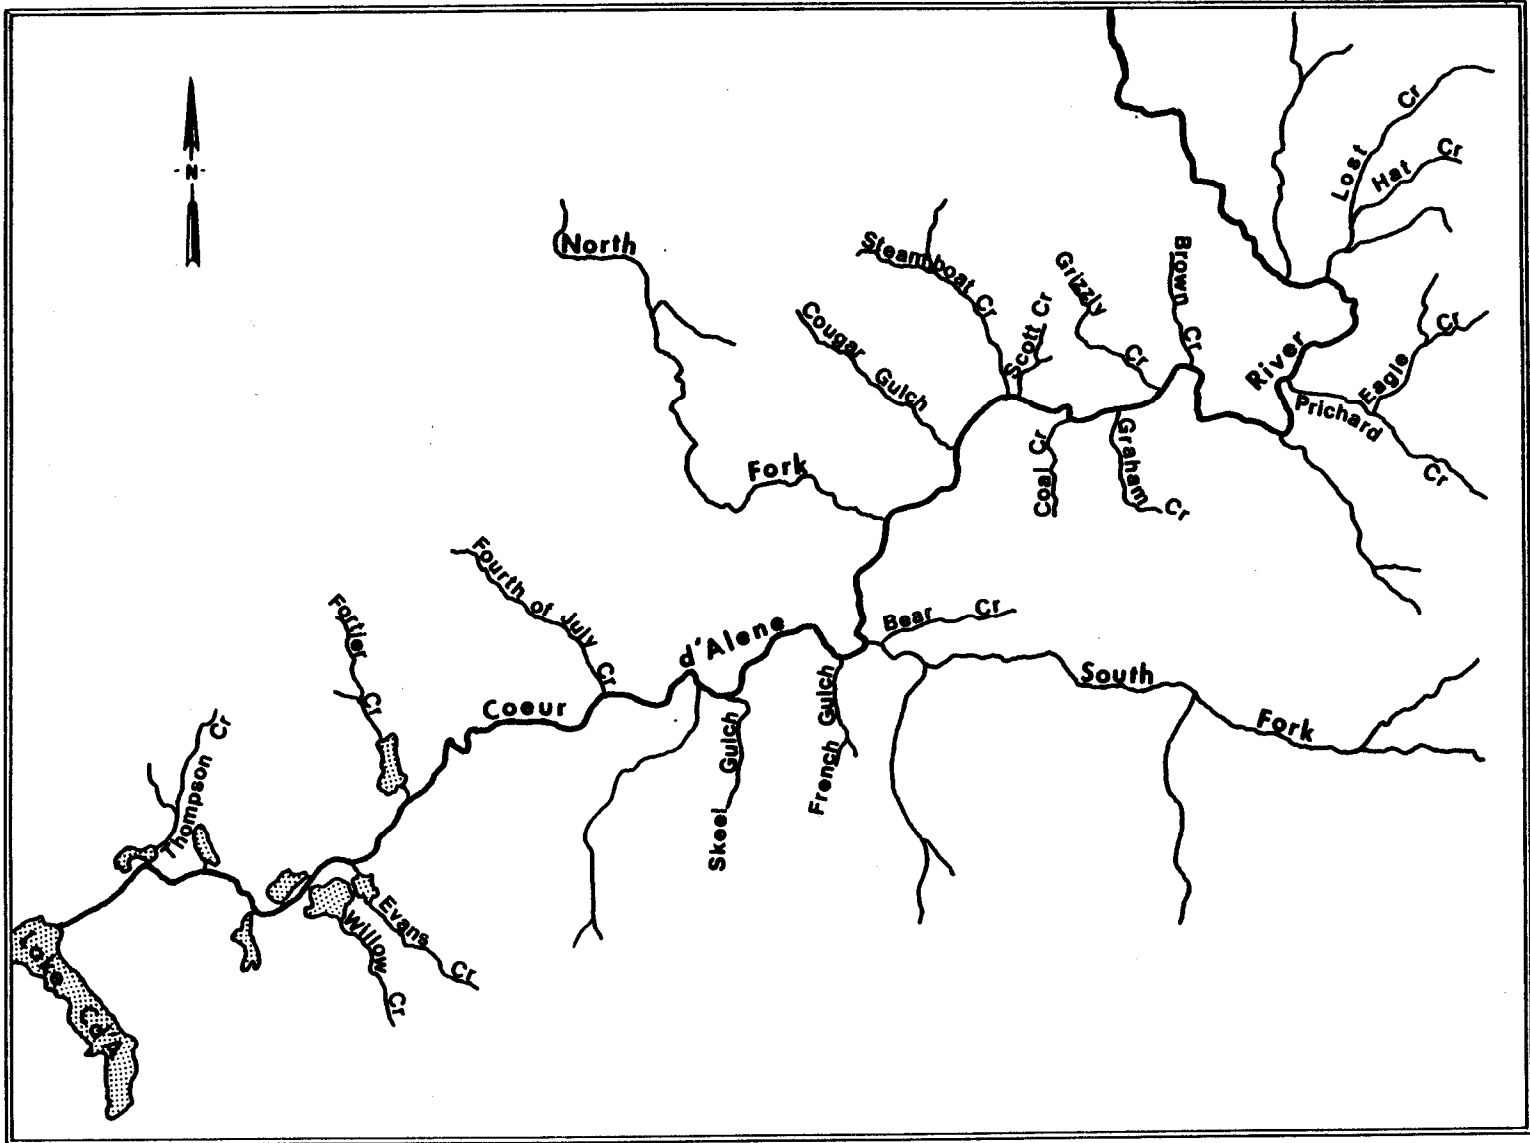 N
Lost Cr
Hat Cr
North
Steamboat Cr
Scott Cr
Grizzly Cr
Brown Cr
Cougar Gulch
River
Eagle Cr
Prichard Cr
Fork
Coal Cr
Graham Cr
Fourth of July Cr
Fortier Cr
d'Alene
Bear Cr
South
Fork
Coeur
Skeel Gulch
French Gulch
Thompson Cr
Evans Cr
Willow Cr
Lake
Cd'A